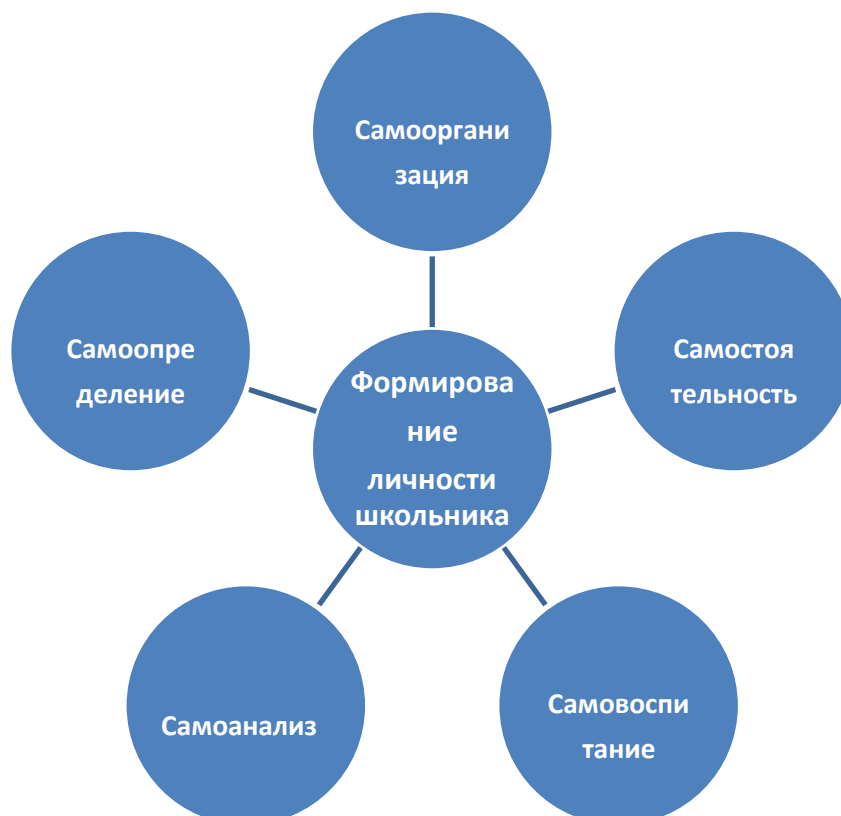 Самооргани
зация
Самоопре
деление
Самостоя
тельность
Формирова
ние
личности
школьника
Самоанализ
Самовоспи
тание